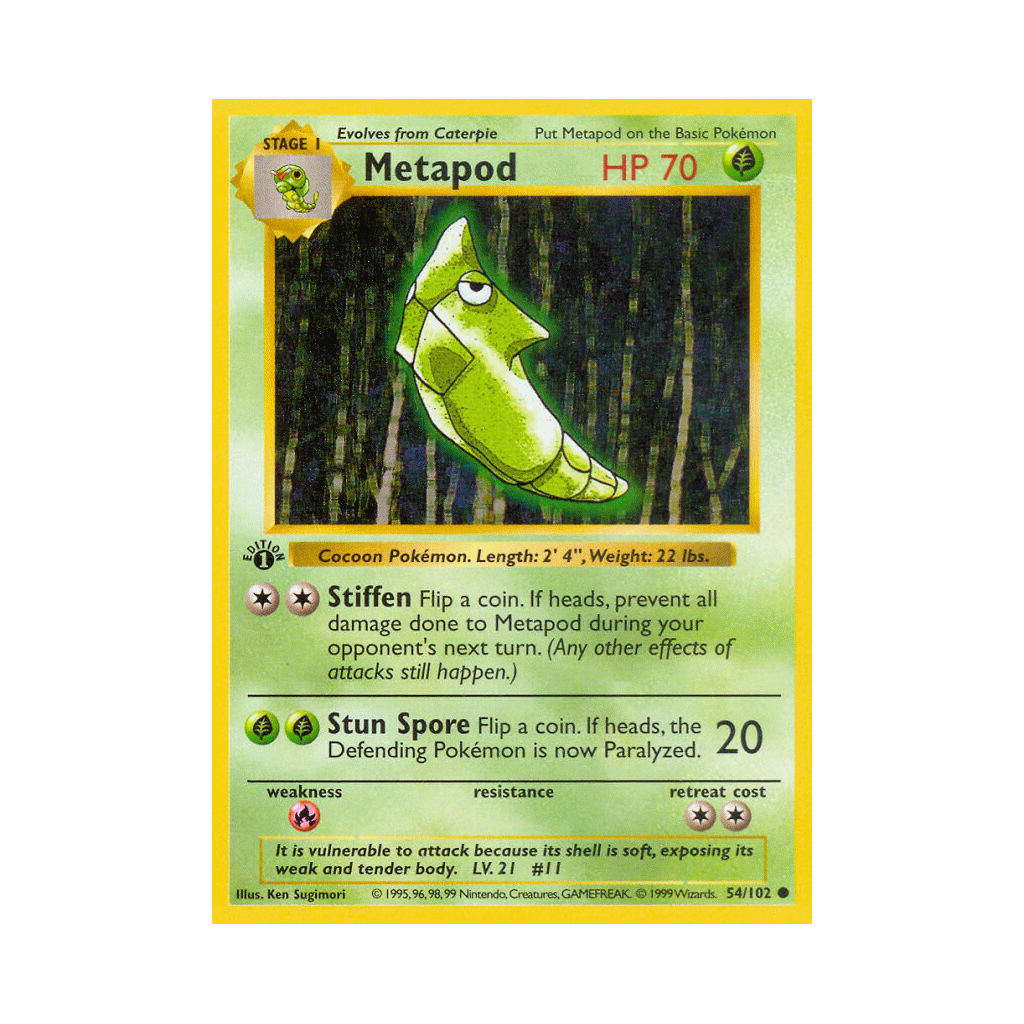 Evolves from Caterpie
Put Metapod on the Basic Pokémon
STAGE 1
Metapod
HP 70
EDITION
1
Cocoon Pokémon. Length: 2' 4", Weight: 22 lbs.
Stiffen Flip a coin. If heads, prevent all
damage done to Metapod during your
opponent's next turn. (Any other effects of
attacks still happen.)
Stun Spore Flip a coin. If heads, the
Defending Pokémon is now Paralyzed.
20
weakness
resistance
retreat cost
It is vulnerable to attack because its shell is soft, exposing its
weak and tender body. LV. 21 #11
Illus. Ken Sugimori
© 1995, 96, 98, 99 Nintendo, Creatures, GAMEFREAK. © 1999 Wizards.
54/102